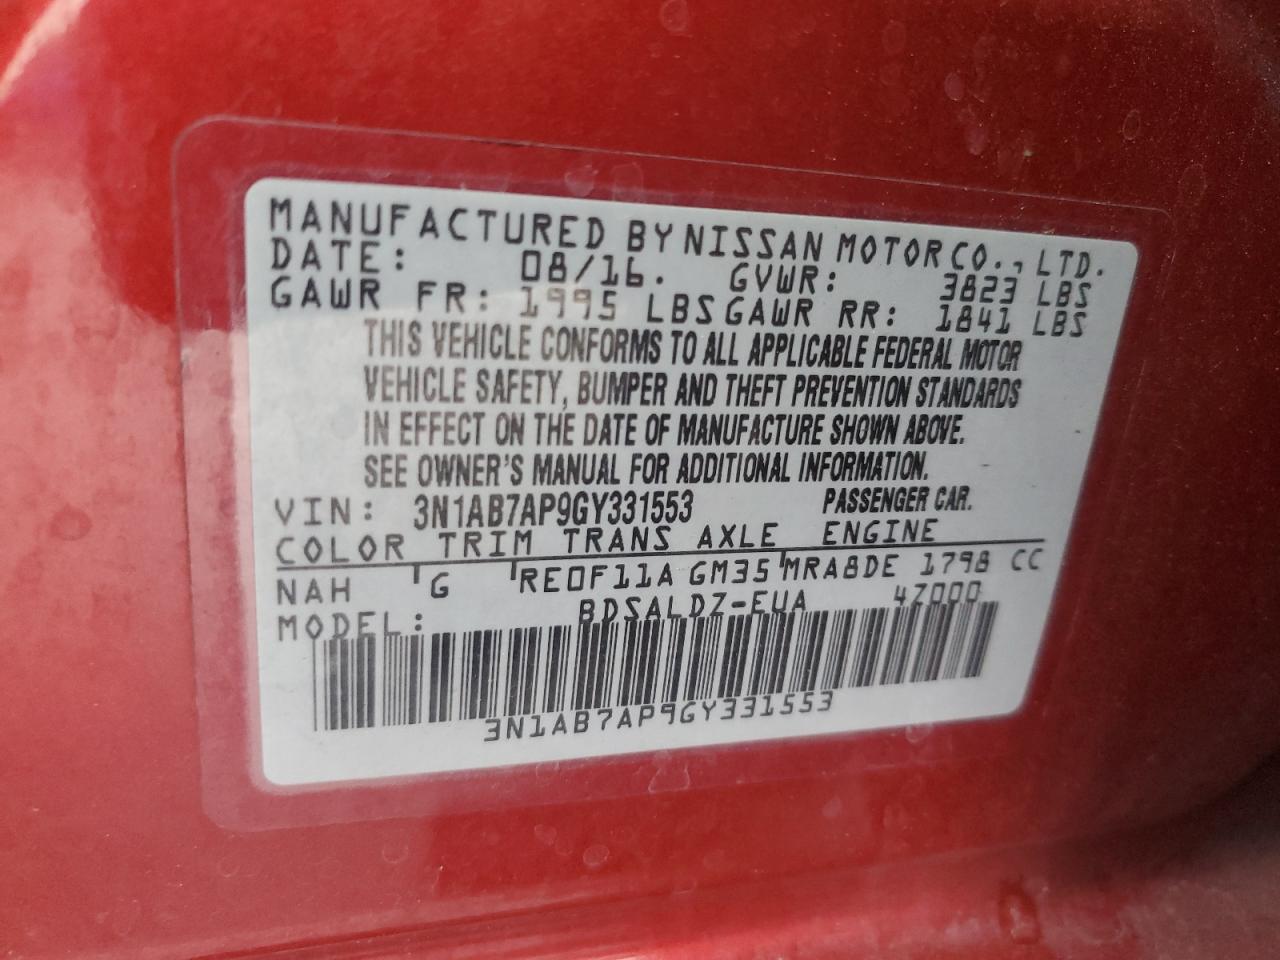 MANUFACTURED BY NISSAN MOTOR CO., LTD.
DATE: 08/16. GVWR: 3823 LBS
GAWR FR: 1995 LBS GAWR RR: 1841 LBS
THIS VEHICLE CONFORMS TO ALL APPLICABLE FEDERAL MOTOR
VEHICLE SAFETY, BUMPER AND THEFT PREVENTION STANDARDS
IN EFFECT ON THE DATE OF MANUFACTURE SHOWN ABOVE.
SEE OWNER'S MANUAL FOR ADDITIONAL INFORMATION.
VIN: 3N1AB7AP9GY331553 PASSENGER CAR.
COLOR TRIM TRANS AXLE ENGINE
NAH G RE0F11A GM35 MRA8DE 1798 CC
MODEL: BDSALDZ-EUA 4Z000
3N1AB7AP9GY331553